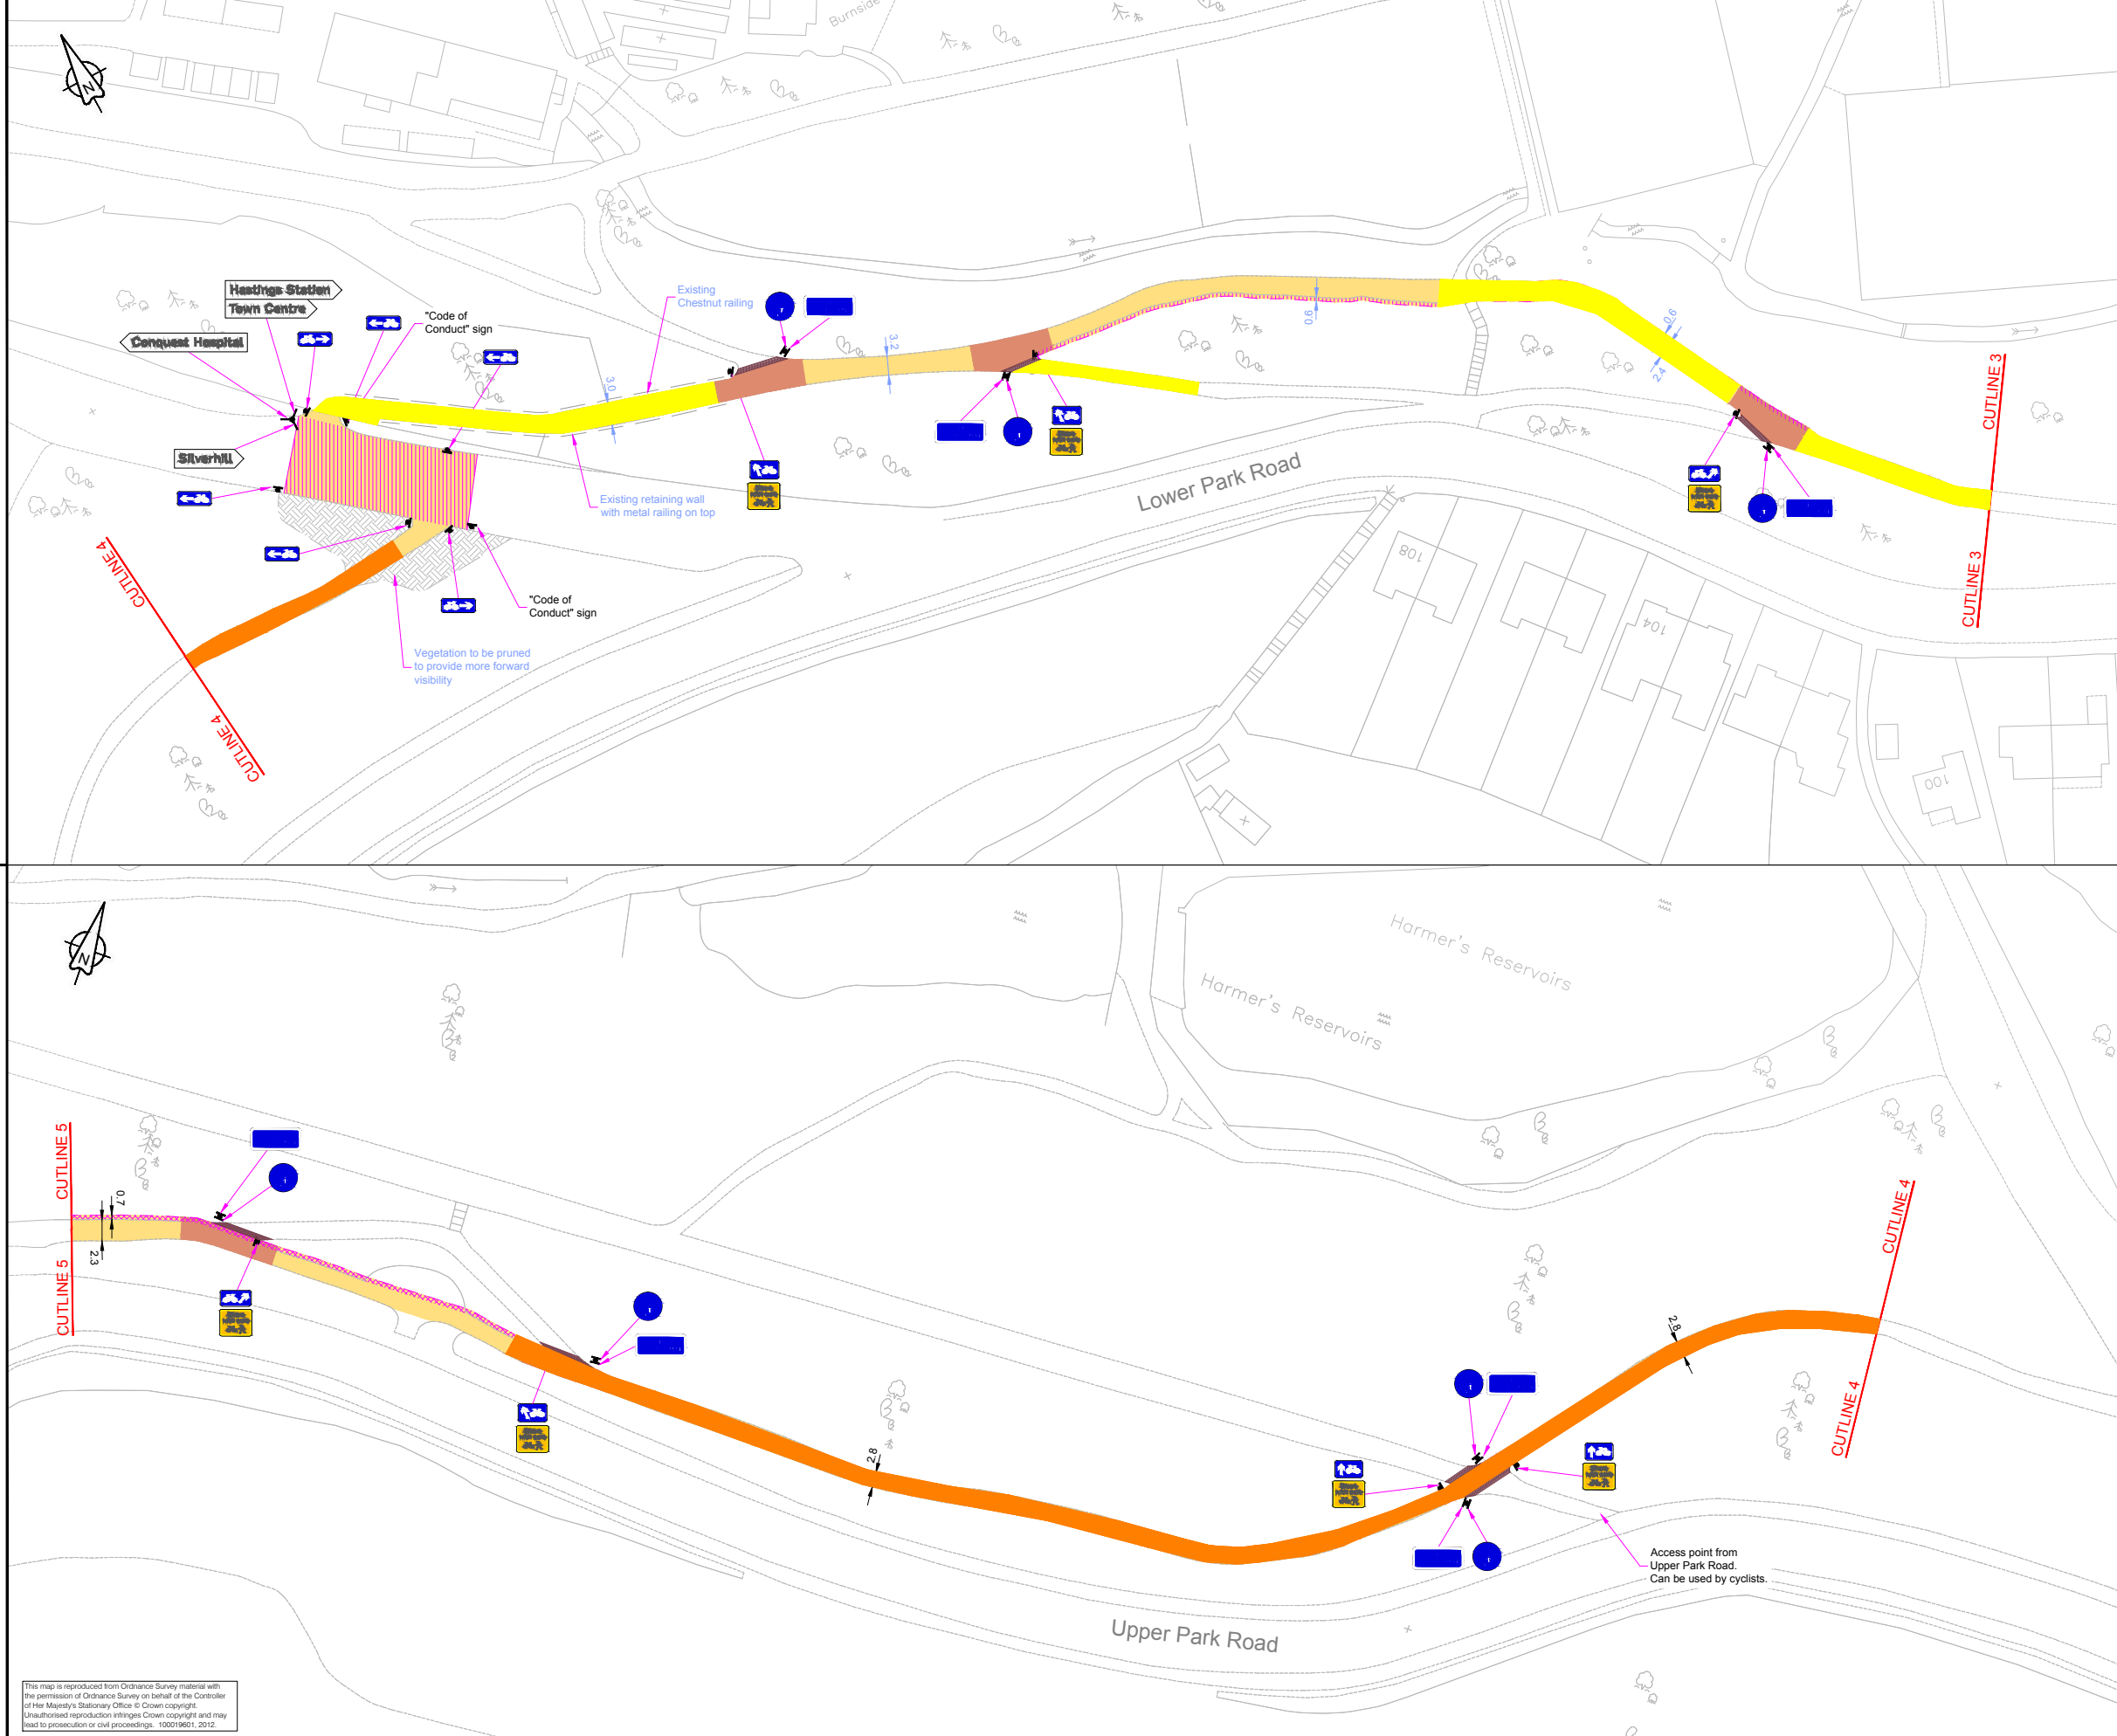 Burnside
N
Hastings Station
Town Centre
Conquest Hospital
Silverhill
"Code of
Conduct" sign
Existing
Chestnut railing
3.0
3.2
0.6
0.6
2.4
Existing retaining wall
with metal railing on top
Lower Park Road
CUTLINE 3
CUTLINE 3
CUTLINE 4
CUTLINE 4
"Code of
Conduct" sign
Vegetation to be pruned
to provide more forward
visibility
108
104
100
N
Harmer's Reservoirs
Harmer's Reservoirs
CUTLINE 5
CUTLINE 5
0.7
2.3
2.8
2.8
CUTLINE 4
CUTLINE 4
Access point from
Upper Park Road.
Can be used by cyclists.
Upper Park Road
This map is reproduced from Ordnance Survey material with
the permission of Ordnance Survey on behalf of the Controller
of Her Majesty's Stationary Office © Crown copyright.
Unauthorised reproduction infringes Crown copyright and may
lead to prosecution or civil proceedings. 100019601, 2012.